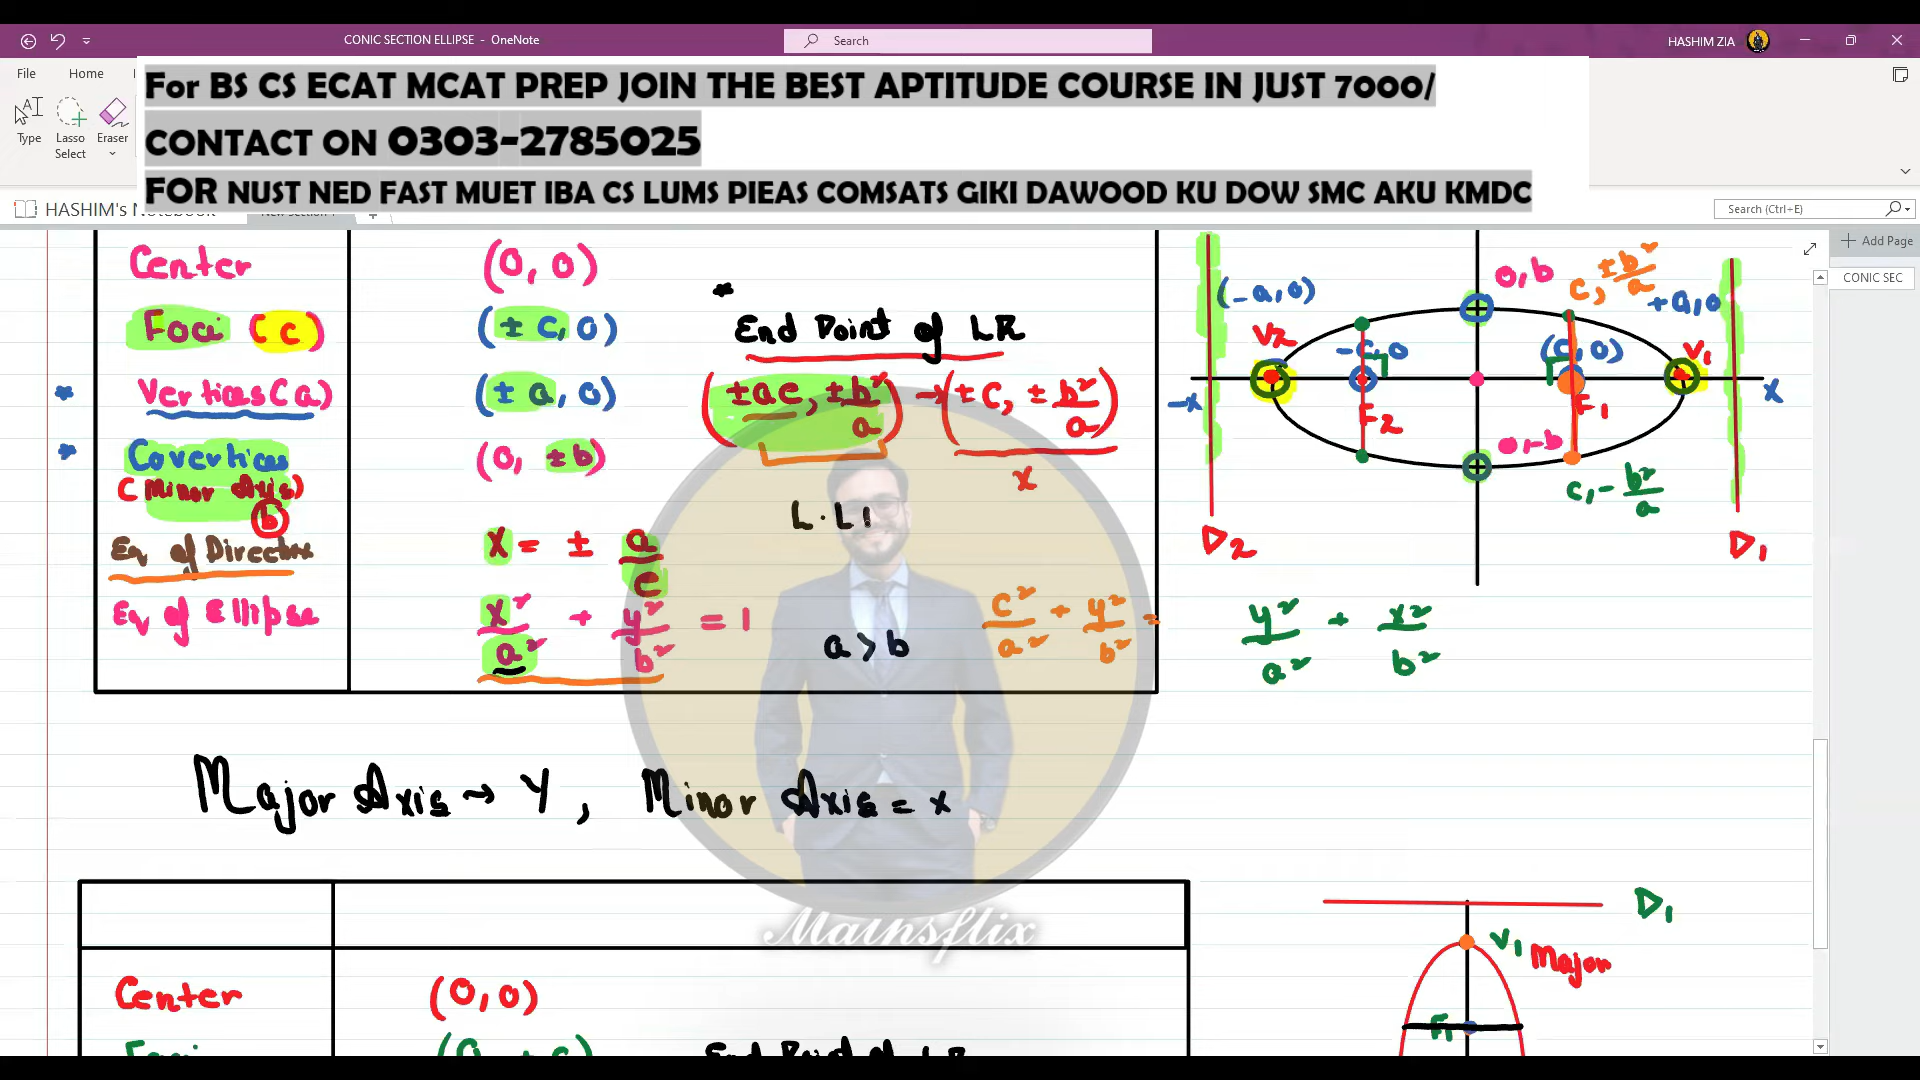 CONIC SECTION ELLIPSE - OneNote
Search
HASHIM ZIA
File
Home
For BS CS ECAT MCAT PREP JOIN THE BEST APTITUDE COURSE IN JUST 7000/
CONTACT ON 0303-2785025
FOR NUST NED FAST MUET IBA CS LUMS PIEAS COMSATS GIKI DAWOOD KU DOW SMC AKU KMDC
Type
Lasso Select
Eraser
HASHIM's
Search (Ctrl+E)
Add Page
CONIC SEC
Center
(0, 0)
Foci (c)
(± c, 0)
End Point of LR
Vertices (a)
(± a, 0)
(±ae, ±b²/a) → (±c, ±b²/a)
x
Covertices
(0, ±b)
(Minor Axis)
b
L.L
Eq of Directrix
x = ± a/e
Eq of Ellipse
x²/a² + y²/b² = 1
a > b
c²/a² + y²/b² =
(-a, 0)
0, b
c, ±b²/a
+a, 0
V2
-c, 0
(c, 0)
V1
-x
x
F2
F1
0, -b
c, -b²/a
D2
D1
y²/a² + x²/b²
Major Axis → Y, Minor Axis = x
Mathsflix
D1
V1
Major
F1
Center
(0, 0)